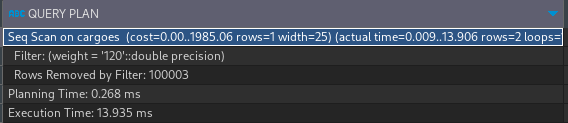 ABC QUERY PLAN
Seq Scan on cargoes (cost=0.00..1985.06 rows=1 width=25) (actual time=0.009..13.906 rows=2 loops=
Filter: (weight = '120'::double precision)
Rows Removed by Filter: 100003
Planning Time: 0.268 ms
Execution Time: 13.935 ms